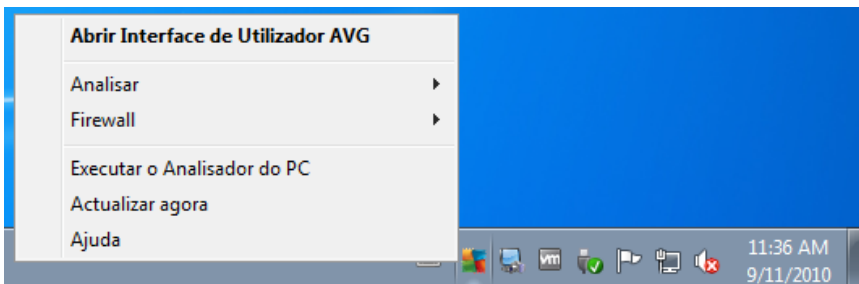 Abrir Interface de Utilizador AVG
Analisar
Firewall
Executar o Analisador do PC
Actualizar agora
Ajuda
vm
11:36 AM
9/11/2010